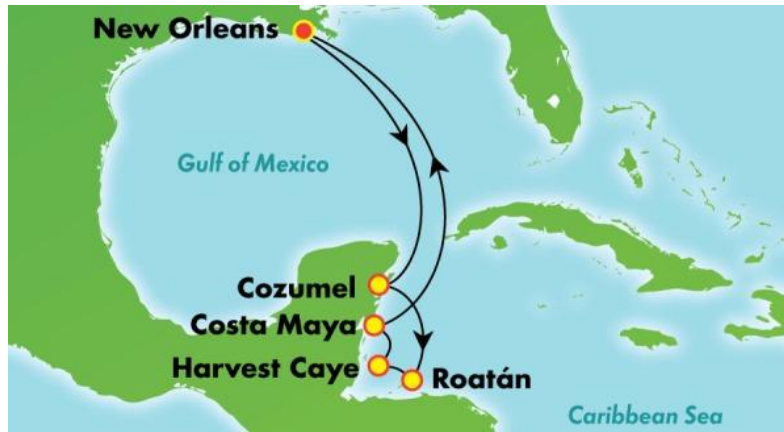 New Orleans
Gulf of Mexico
Cozumel
Costa Maya
Harvest Caye
Roatán
Caribbean Sea